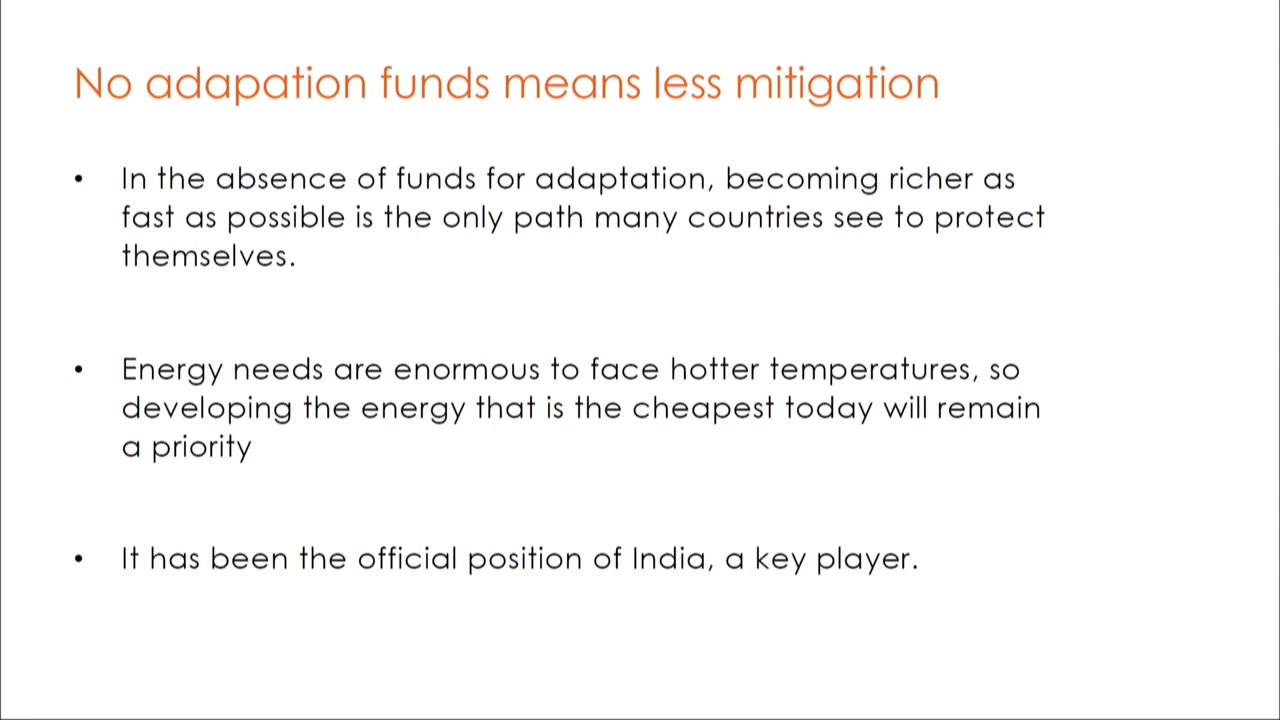 No adapation funds means less mitigation
• In the absence of funds for adaptation, becoming richer as
fast as possible is the only path many countries see to protect
themselves.
• Energy needs are enormous to face hotter temperatures, so
developing the energy that is the cheapest today will remain
a priority
• It has been the official position of India, a key player.